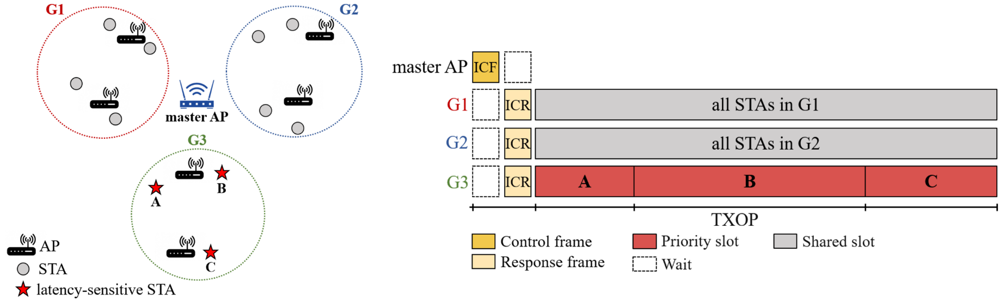 G1
G2
master AP
G3
A
B
C
AP
STA
latency-sensitive STA
master AP ICF
G1 ICR all STAs in G1
G2 ICR all STAs in G2
G3 ICR A B C
TXOP
Control frame Priority slot Shared slot
Response frame Wait